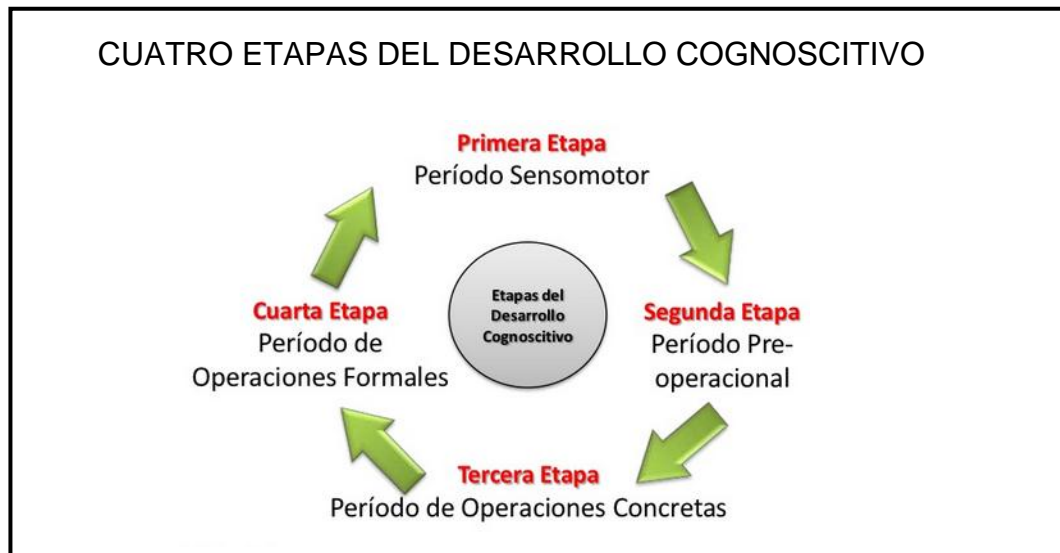 CUATRO ETAPAS DEL DESARROLLO COGNOSCITIVO
Primera Etapa
Período Sensomotor
Etapas del
Desarrollo
Cognoscitivo
Cuarta Etapa
Período de
Operaciones Formales
Segunda Etapa
Período Pre-
operacional
Tercera Etapa
Período de Operaciones Concretas